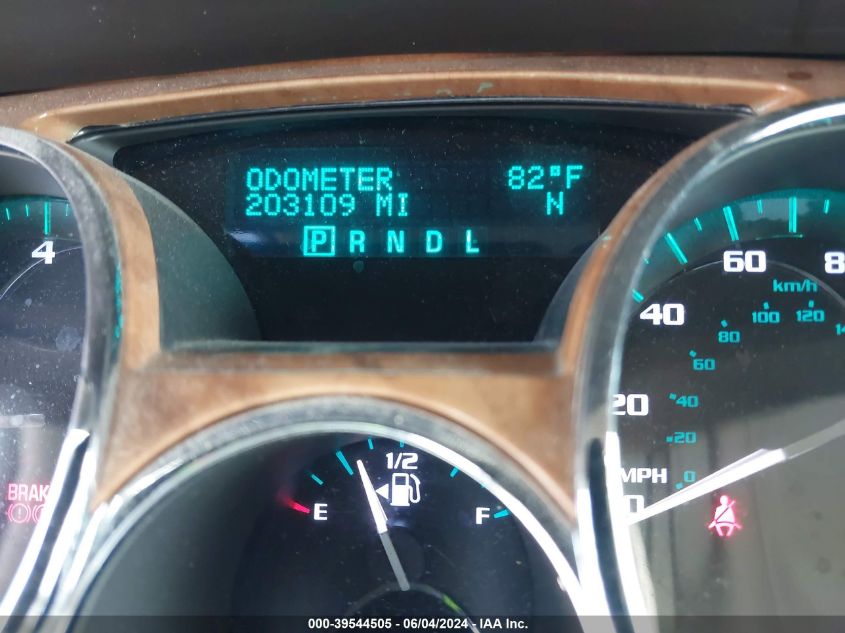 ODOMETER 82°F
203109 MI N
P R N D L
4
20 40 60
km/h
0 20 40 60 80 100 120
MPH
BRAK
1/2
E F
000-39544505 - 06/04/2024 - IAA Inc.